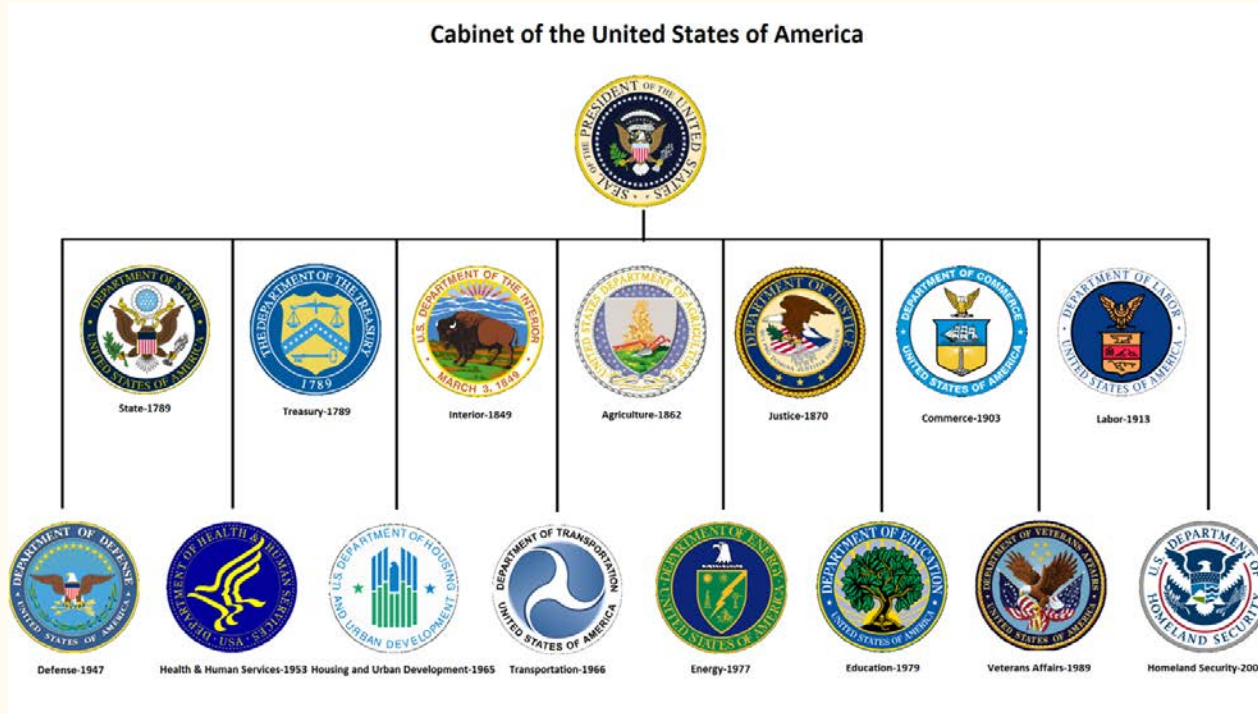 Cabinet of the United States of America
SEAL OF THE PRESIDENT OF THE UNITED STATES
DEPARTMENT OF STATE
UNITED STATES OF AMERICA
THE DEPARTMENT OF THE TREASURY
1789
U.S. DEPARTMENT OF THE INTERIOR
MARCH 3, 1849
UNITED STATES DEPARTMENT OF AGRICULTURE
DEPARTMENT OF JUSTICE
DEPARTMENT OF COMMERCE
UNITED STATES OF AMERICA
DEPARTMENT OF LABOR
UNITED STATES OF AMERICA
State-1789
Treasury-1789
Interior-1849
Agriculture-1862
Justice-1870
Commerce-1903
Labor-1913
DEPARTMENT OF DEFENSE
UNITED STATES OF AMERICA
DEPARTMENT OF HEALTH & HUMAN SERVICES
USA
U.S. DEPARTMENT OF HOUSING
AND URBAN DEVELOPMENT
DEPARTMENT OF TRANSPORTATION
UNITED STATES OF AMERICA
DEPARTMENT OF ENERGY
UNITED STATES OF AMERICA
DEPARTMENT OF EDUCATION
UNITED STATES OF AMERICA
DEPARTMENT OF VETERANS AFFAIRS
UNITED STATES OF AMERICA
U.S. DEPARTMENT OF
HOMELAND SECURITY
Defense-1947
Health & Human Services-1953
Housing and Urban Development-1965
Transportation-1966
Energy-1977
Education-1979
Veterans Affairs-1989
Homeland Security-200